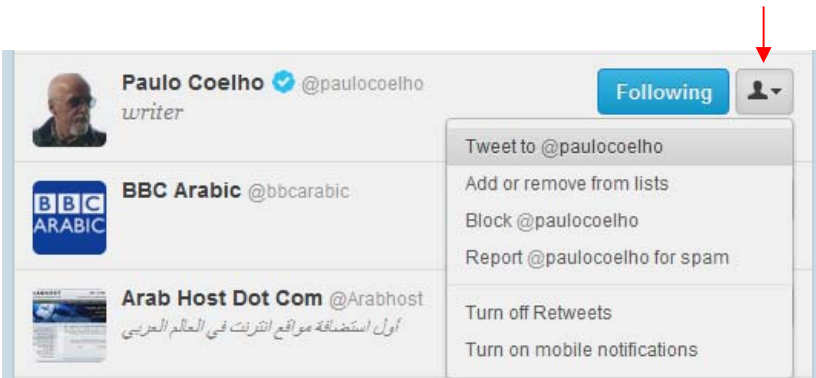 Paulo Coelho @paulocoelho
writer
Following
Tweet to @paulocoelho
Add or remove from lists
Block @paulocoelho
Report @paulocoelho for spam
Turn off Retweets
Turn on mobile notifications
BBC Arabic @bbcarabic
BBC
ARABIC
Arab Host Dot Com @Arabhost
أول استضافة مواقع انترنت في العالم العربي